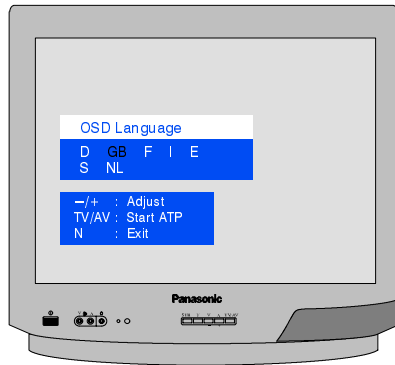 OSD Language
D GB F I E
S NL
−/+ : Adjust
TV/AV : Start ATP
N : Exit
Panasonic